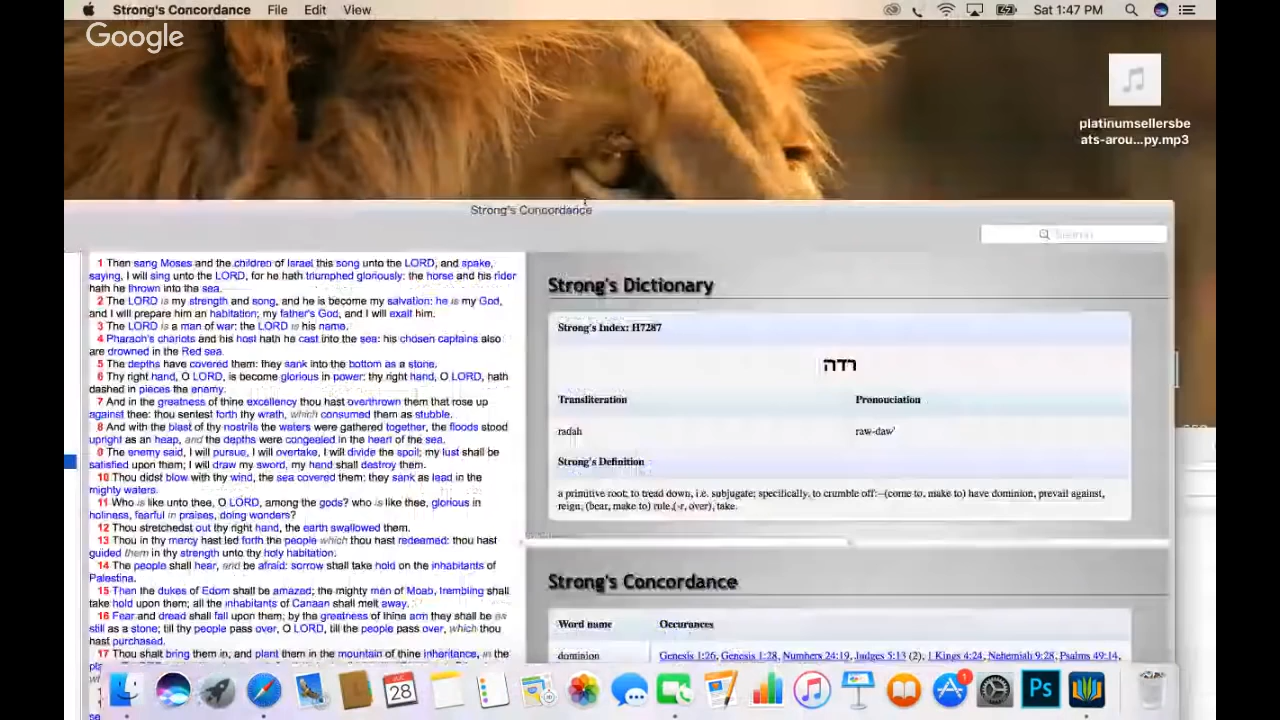 Strong's Concordance File Edit View
Sat 1:47 PM
Google
platinumsellersbe
ats-arou...py.mp3
Strong's Concordance
Search
1 Then sang Moses and the children of Israel this song unto the LORD, and spake,
saying, I will sing unto the LORD, for he hath triumphed gloriously: the horse and his rider
hath he thrown into the sea.
2 The LORD is my strength and song, and he is become my salvation: he is my God,
and I will prepare him an habitation; my father's God, and I will exalt him.
3 The LORD is a man of war: the LORD is his name.
4 Pharaoh's chariots and his host hath he cast into the sea: his chosen captains also
are drowned in the Red sea.
5 The depths have covered them: they sank into the bottom as a stone.
6 Thy right hand, O LORD, is become glorious in power: thy right hand, O LORD, hath
dashed in pieces the enemy.
7 And in the greatness of thine excellency thou hast overthrown them that rose up
against thee: thou sentest forth thy wrath, which consumed them as stubble.
8 And with the blast of thy nostrils the waters were gathered together, the floods stood
upright as an heap, and the depths were congealed in the heart of the sea.
9 The enemy said, I will pursue, I will overtake, I will divide the spoil; my lust shall be
satisfied upon them; I will draw my sword, my hand shall destroy them.
10 Thou didst blow with thy wind, the sea covered them: they sank as lead in the
mighty waters.
11 Who is like unto thee, O LORD, among the gods? who is like thee, glorious in
holiness, fearful in praises, doing wonders?
12 Thou stretchedst out thy right hand, the earth swallowed them.
13 Thou in thy mercy hast led forth the people which thou hast redeemed: thou hast
guided them in thy strength unto thy holy habitation.
14 The people shall hear, and be afraid: sorrow shall take hold on the inhabitants of
Palestina.
15 Then the dukes of Edom shall be amazed; the mighty men of Moab, trembling shall
take hold upon them; all the inhabitants of Canaan shall melt away.
16 Fear and dread shall fall upon them; by the greatness of thine arm they shall be as
still as a stone; till thy people pass over, O LORD, till the people pass over, which thou
hast purchased.
17 Thou shalt bring them in, and plant them in the mountain of thine inheritance, in the
Strong's Dictionary
Strong's Index: H7287
רדה
Transliteration Pronouciation
radah raw-daw'
Strong's Definition
a primitive root; to tread down, i.e. subjugate; specifically, to crumble off:--(come to, make to) have dominion, prevail against,
reign, (bear, make to) rule,(-r, over), take.
Strong's Concordance
Word name Occurances
dominion Genesis 1:26, Genesis 1:28, Numbers 24:19, Judges 5:13 (2), 1 Kings 4:24, Nehemiah 9:28, Psalms 49:14,
28
1
Ps